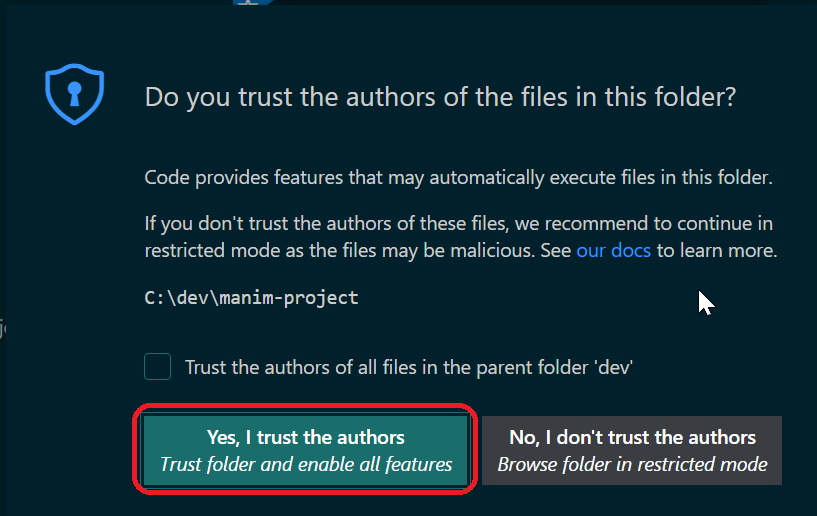 Do you trust the authors of the files in this folder?
Code provides features that may automatically execute files in this folder.
If you don't trust the authors of these files, we recommend to continue in
restricted mode as the files may be malicious. See our docs to learn more.
C:\dev\manim-project
Trust the authors of all files in the parent folder 'dev'
Yes, I trust the authors
Trust folder and enable all features
No, I don't trust the authors
Browse folder in restricted mode